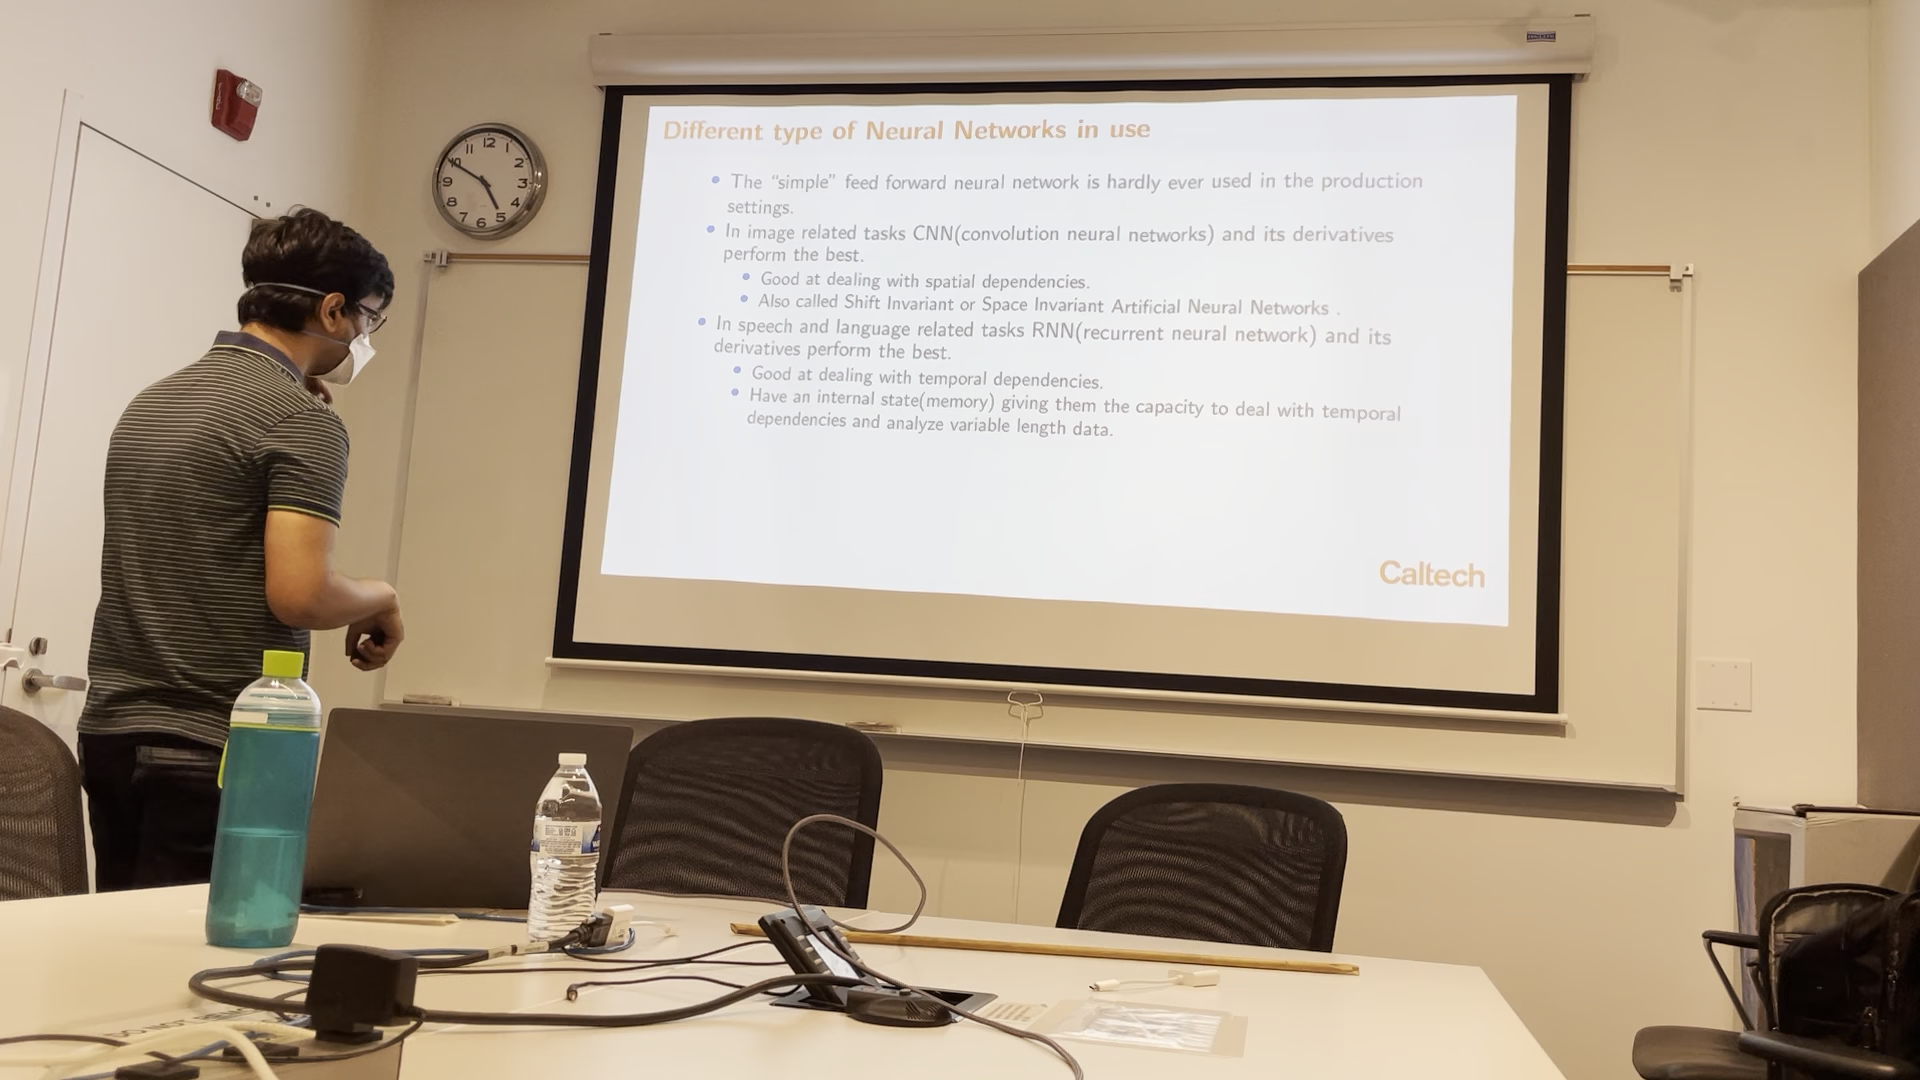 Different type of Neural Networks in use
The “simple” feed forward neural network is hardly ever used in the production
settings.
In image related tasks CNN(convolution neural networks) and its derivatives
perform the best.
Good at dealing with spatial dependencies.
Also called Shift Invariant or Space Invariant Artificial Neural Networks .
In speech and language related tasks RNN(recurrent neural network) and its
derivatives perform the best.
Good at dealing with temporal dependencies.
Have an internal state(memory) giving them the capacity to deal with temporal
dependencies and analyze variable length data.
Caltech
12
1
2
3
4
5
6
7
8
9
10
11